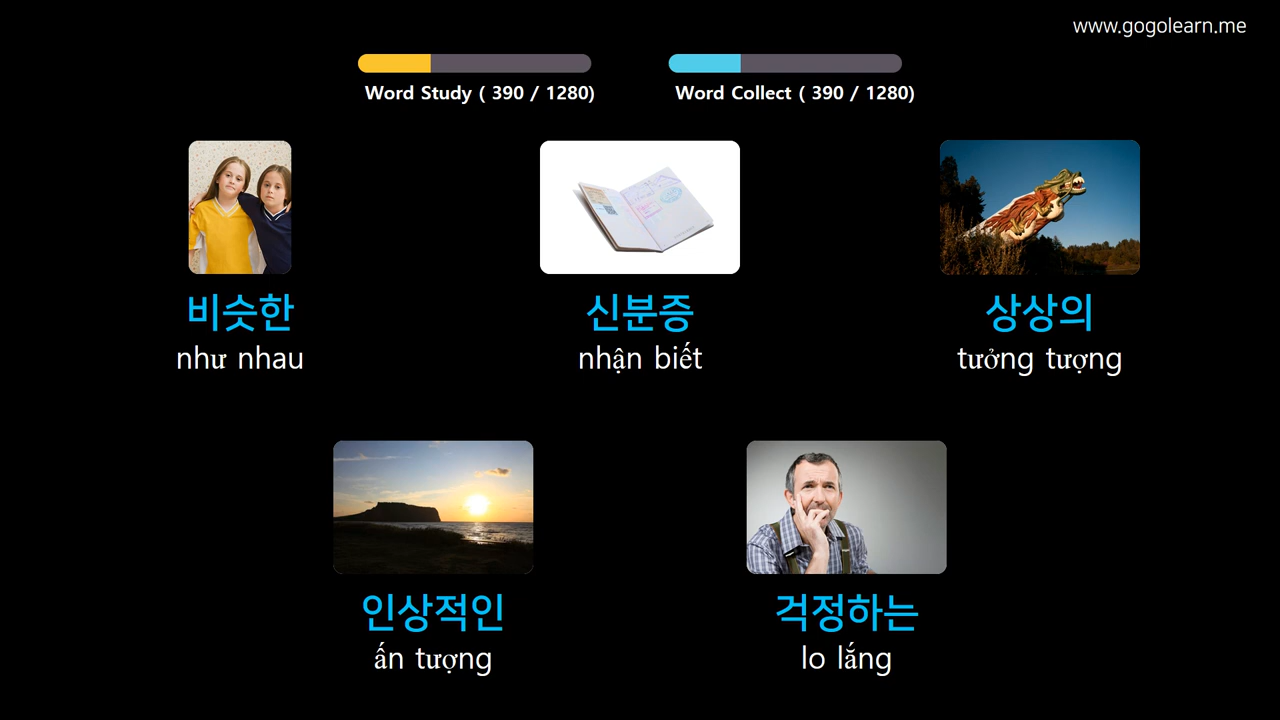 www.gogolearn.me
Word Study ( 390 / 1280)
Word Collect ( 390 / 1280)
비슷한
như nhau
신분증
nhận biết
상상의
tưởng tượng
인상적인
ấn tượng
걱정하는
lo lắng